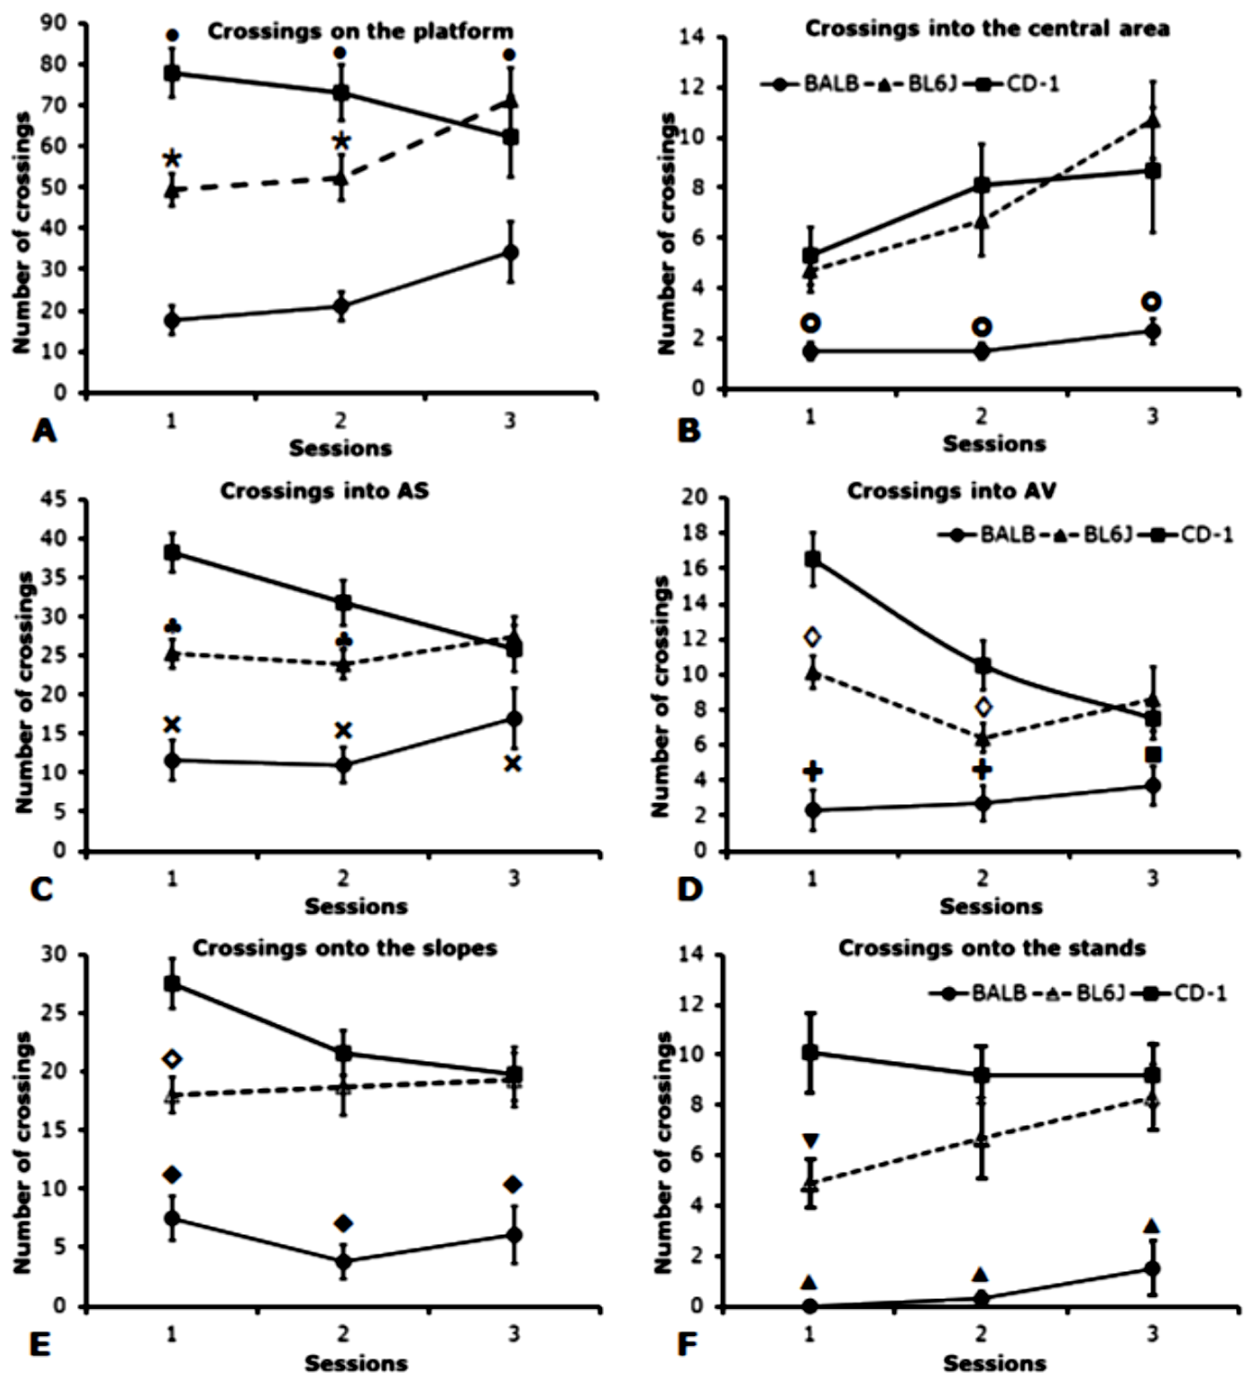 Crossings on the platform
90
80
70
60
50
40
30
20
10
0
Number of crossings
1 2 3
Sessions
A
Crossings into the central area
BALB BL6J CD-1
14
12
10
8
6
4
2
0
Number of crossings
1 2 3
Sessions
B
Crossings into AS
45
40
35
30
25
20
15
10
5
0
Number of crossings
1 2 3
Sessions
C
Crossings into AV
BALB BL6J CD-1
20
18
16
14
12
10
8
6
4
2
0
Number of crossings
1 2 3
Sessions
D
Crossings onto the slopes
30
25
20
15
10
5
0
Number of crossings
1 2 3
Sessions
E
Crossings onto the stands
BALB BL6J CD-1
14
12
10
8
6
4
2
0
Number of crossings
1 2 3
Sessions
F